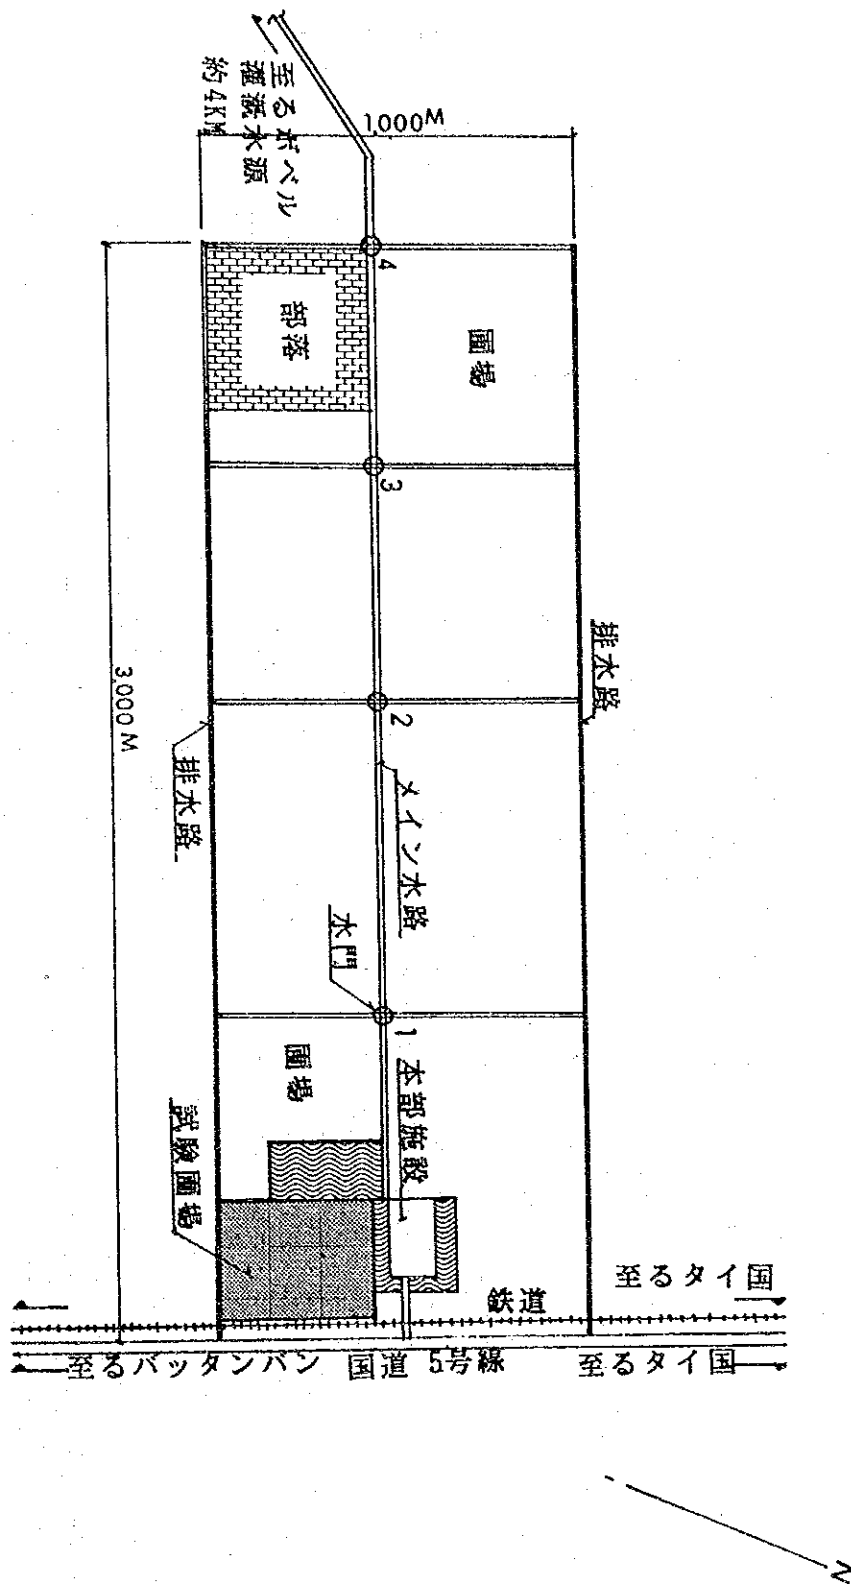 至るボベル
灌漑水源
約4KM
1,000M
4
部落
圃場
3
排水路
2
3,000M
メイン水路
排水路
水門
1
圃場
本部施設
試験圃場
至るタイ国
鉄道
至るバッタンバン
国道 5号線
至るタイ国
N